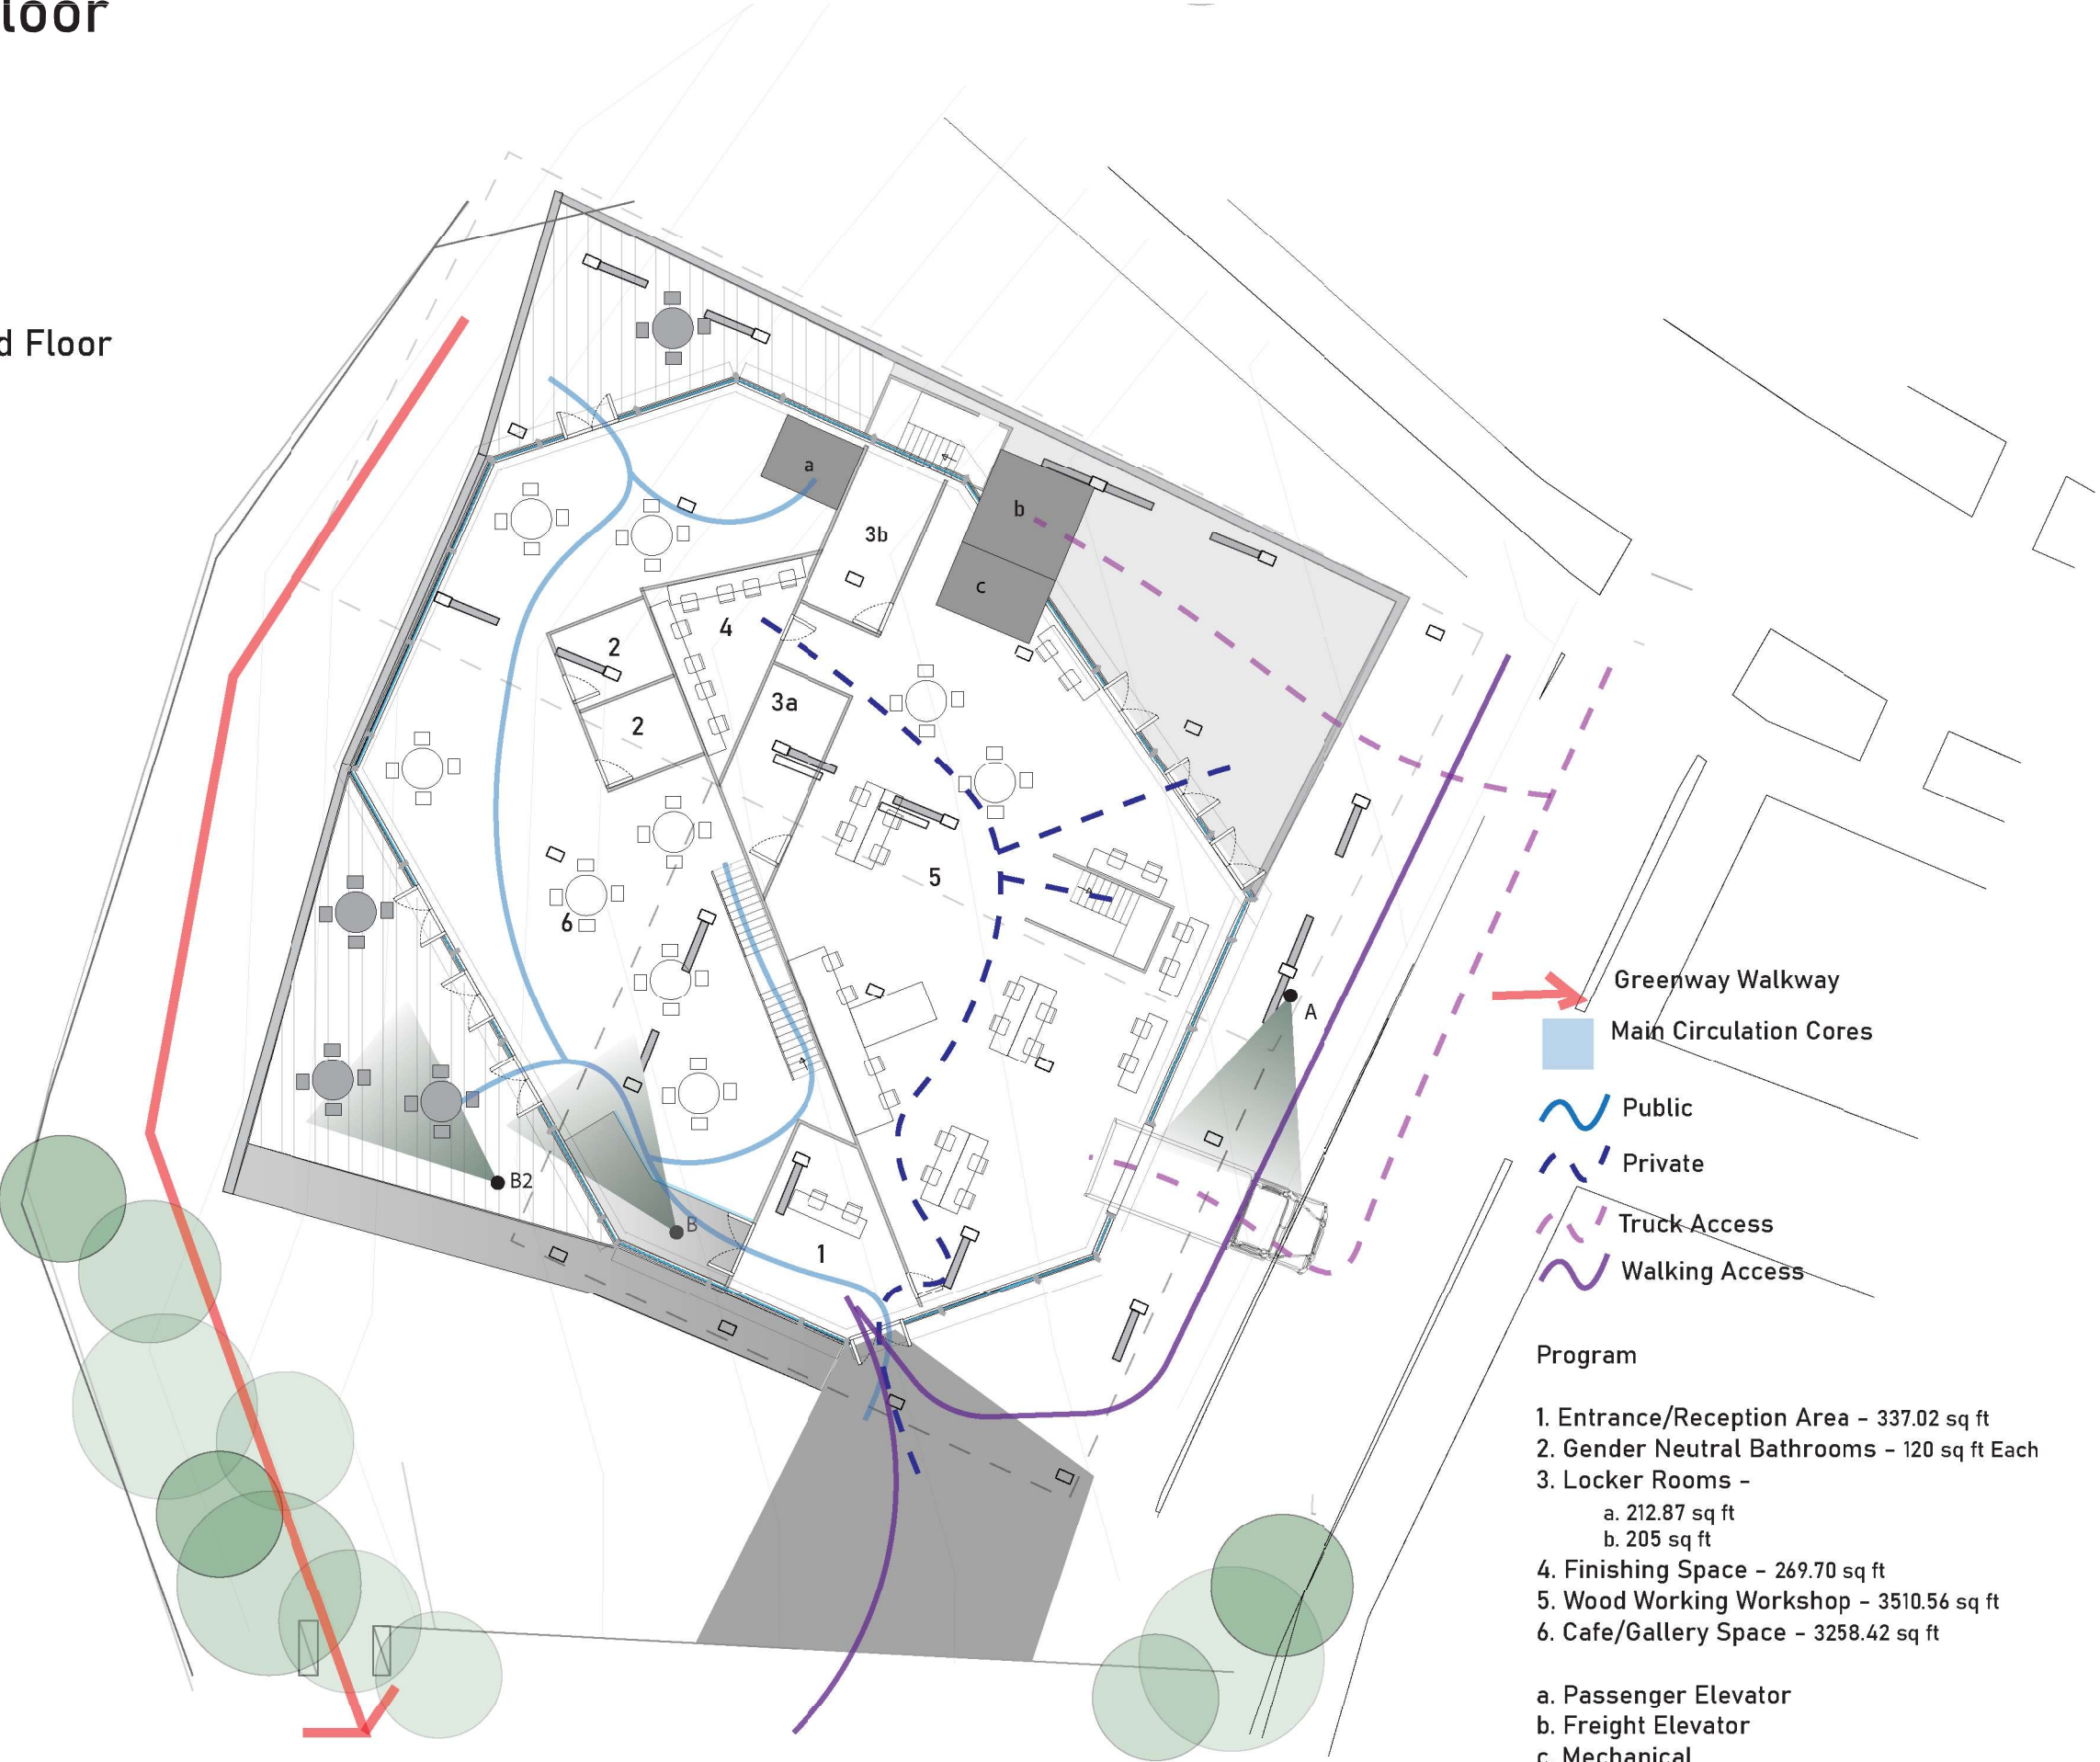 loor
d Floor
a
b
3b
c
4
2
3a
2
5
6
A
B2
B
1
Greenway Walkway
Main Circulation Cores
Public
Private
Truck Access
Walking Access
Program
1. Entrance/Reception Area - 337.02 sq ft
2. Gender Neutral Bathrooms - 120 sq ft Each
3. Locker Rooms -
a. 212.87 sq ft
b. 205 sq ft
4. Finishing Space - 269.70 sq ft
5. Wood Working Workshop - 3510.56 sq ft
6. Cafe/Gallery Space - 3258.42 sq ft
a. Passenger Elevator
b. Freight Elevator
c. Mechanical